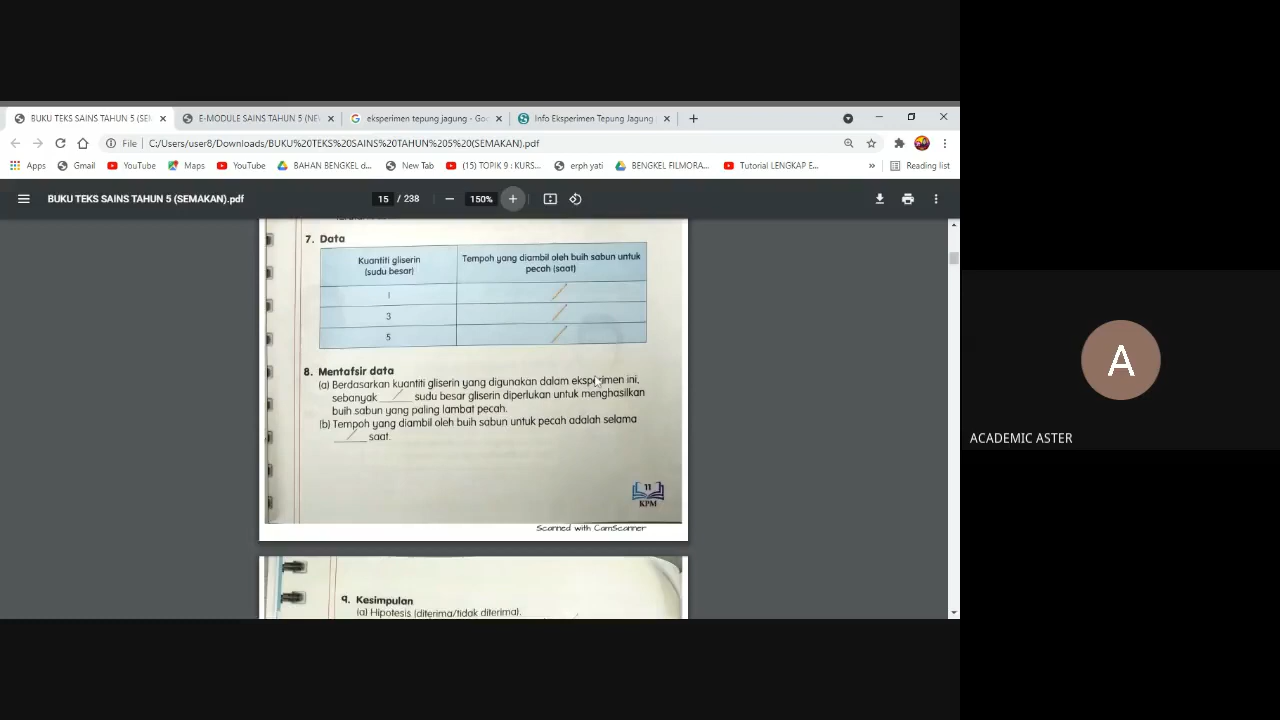 BUKU TEKS SAINS TAHUN 5 (SE
E-MODULE SAINS TAHUN 5 (NE
eksperimen tepung jagung - Goo
Info Eksperimen Tepung Jagung
File
C:/Users/user8/Downloads/BUKU%20TEKS%20SAINS%20TAHUN%205%20(SEMAKAN).pdf
Apps
Gmail
YouTube
Maps
YouTube
BAHAN BENGKEL d...
New Tab
(15) TOPIK 9 : KURS...
erph yati
BENGKEL FILMORA...
Tutorial LENGKAP E...
»
Reading list
BUKU TEKS SAINS TAHUN 5 (SEMAKAN).pdf
15 / 238
150%
7. Data
Kuantiti gliserin
(sudu besar)
Tempoh yang diambil oleh buih sabun untuk
pecah (saat)
1
3
5
8. Mentafsir data
(a) Berdasarkan kuantiti gliserin yang digunakan dalam eksperimen ini,
sebanyak ____ sudu besar gliserin diperlukan untuk menghasilkan
buih sabun yang paling lambat pecah.
(b) Tempoh yang diambil oleh buih sabun untuk pecah adalah selama
____ saat.
11
KPM
Scanned with CamScanner
9. Kesimpulan
(a) Hipotesis (diterima/tidak diterima).
A
ACADEMIC ASTER